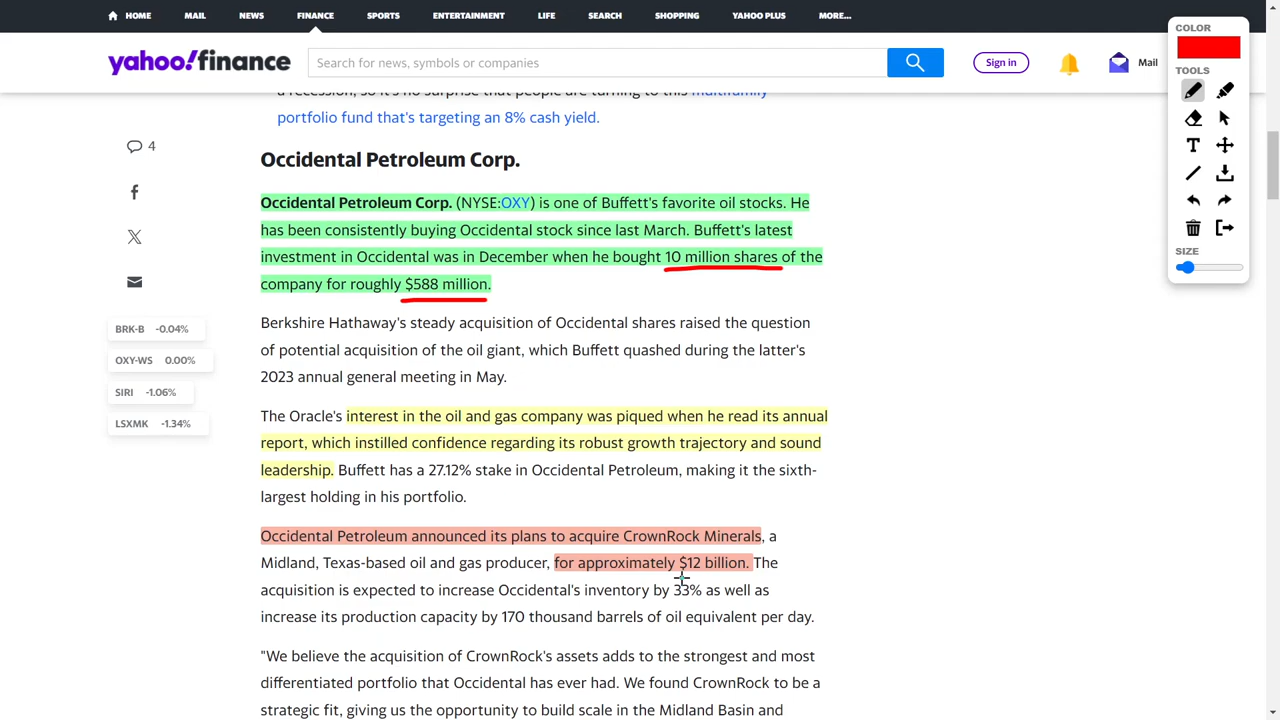 HOME MAIL NEWS FINANCE SPORTS ENTERTAINMENT LIFE SEARCH SHOPPING YAHOO PLUS MORE...
yahoo!finance Search for news, symbols or companies Sign in Mail
COLOR
TOOLS
T
SIZE
portfolio fund that's targeting an 8% cash yield.
4
Occidental Petroleum Corp.
Occidental Petroleum Corp. (NYSE:OXY) is one of Buffett's favorite oil stocks. He
has been consistently buying Occidental stock since last March. Buffett's latest
investment in Occidental was in December when he bought 10 million shares of the
company for roughly $588 million.
BRK-B -0.04%
OXY-WS 0.00%
SIRI -1.06%
LSXMK -1.34%
Berkshire Hathaway's steady acquisition of Occidental shares raised the question
of potential acquisition of the oil giant, which Buffett quashed during the latter's
2023 annual general meeting in May.
The Oracle's interest in the oil and gas company was piqued when he read its annual
report, which instilled confidence regarding its robust growth trajectory and sound
leadership. Buffett has a 27.12% stake in Occidental Petroleum, making it the sixth-
largest holding in his portfolio.
Occidental Petroleum announced its plans to acquire CrownRock Minerals, a
Midland, Texas-based oil and gas producer, for approximately $12 billion. The
acquisition is expected to increase Occidental's inventory by 33% as well as
increase its production capacity by 170 thousand barrels of oil equivalent per day.
"We believe the acquisition of CrownRock's assets adds to the strongest and most
differentiated portfolio that Occidental has ever had. We found CrownRock to be a
strategic fit, giving us the opportunity to build scale in the Midland Basin and